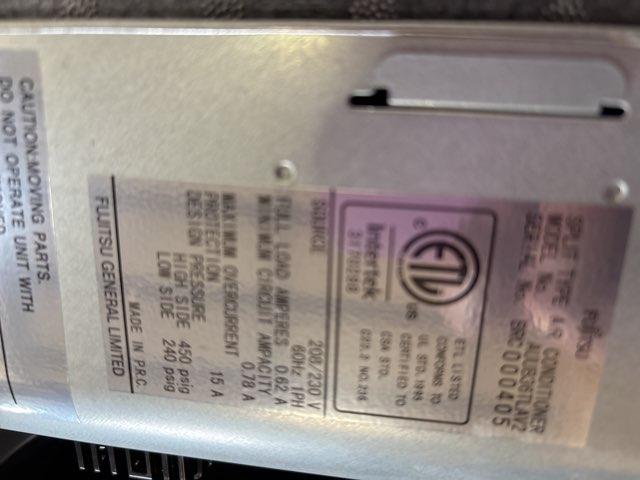 FUJITSU
SPLIT TYPE AIR CONDITIONER
MODEL No.
SERIAL No. 000405
C ETL US
Intertek
ETL LISTED
CONFORMS TO
UL STD. 1995
CERTIFIED TO
CSA STD.
C22.2 NO. 236
SOURCE 208/230 V
60Hz 1PH
FULL LOAD AMPERES 0.62 A
MINIMUM CIRCUIT AMPACITY
0.78 A
MAXIMUM OVERCURRENT
PROTECTION 15 A
DESIGN PRESSURE
HIGH SIDE 450 psig
LOW SIDE 240 psig
MADE IN P.R.C.
FUJITSU GENERAL LIMITED
CAUTION:MOVING PARTS.
DO NOT OPERATE UNIT WITH